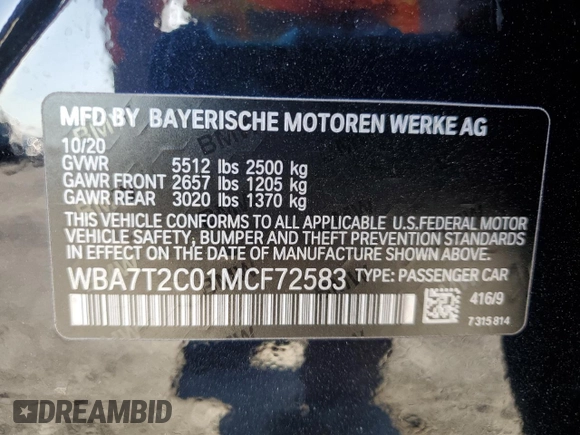 MFD BY BAYERISCHE MOTOREN WERKE AG
10/20
GVWR 5512 lbs 2500 kg
GAWR FRONT 2657 lbs 1205 kg
GAWR REAR 3020 lbs 1370 kg
THIS VEHICLE CONFORMS TO ALL APPLICABLE U.S.FEDERAL MOTOR
VEHICLE SAFETY, BUMPER AND THEFT PREVENTION STANDARDS
IN EFFECT ON THE DATE OF MANUFACTURE SHOWN ABOVE.
WBA7T2C01MCF72583 TYPE: PASSENGER CAR
416/9
7315814
DREAMBID